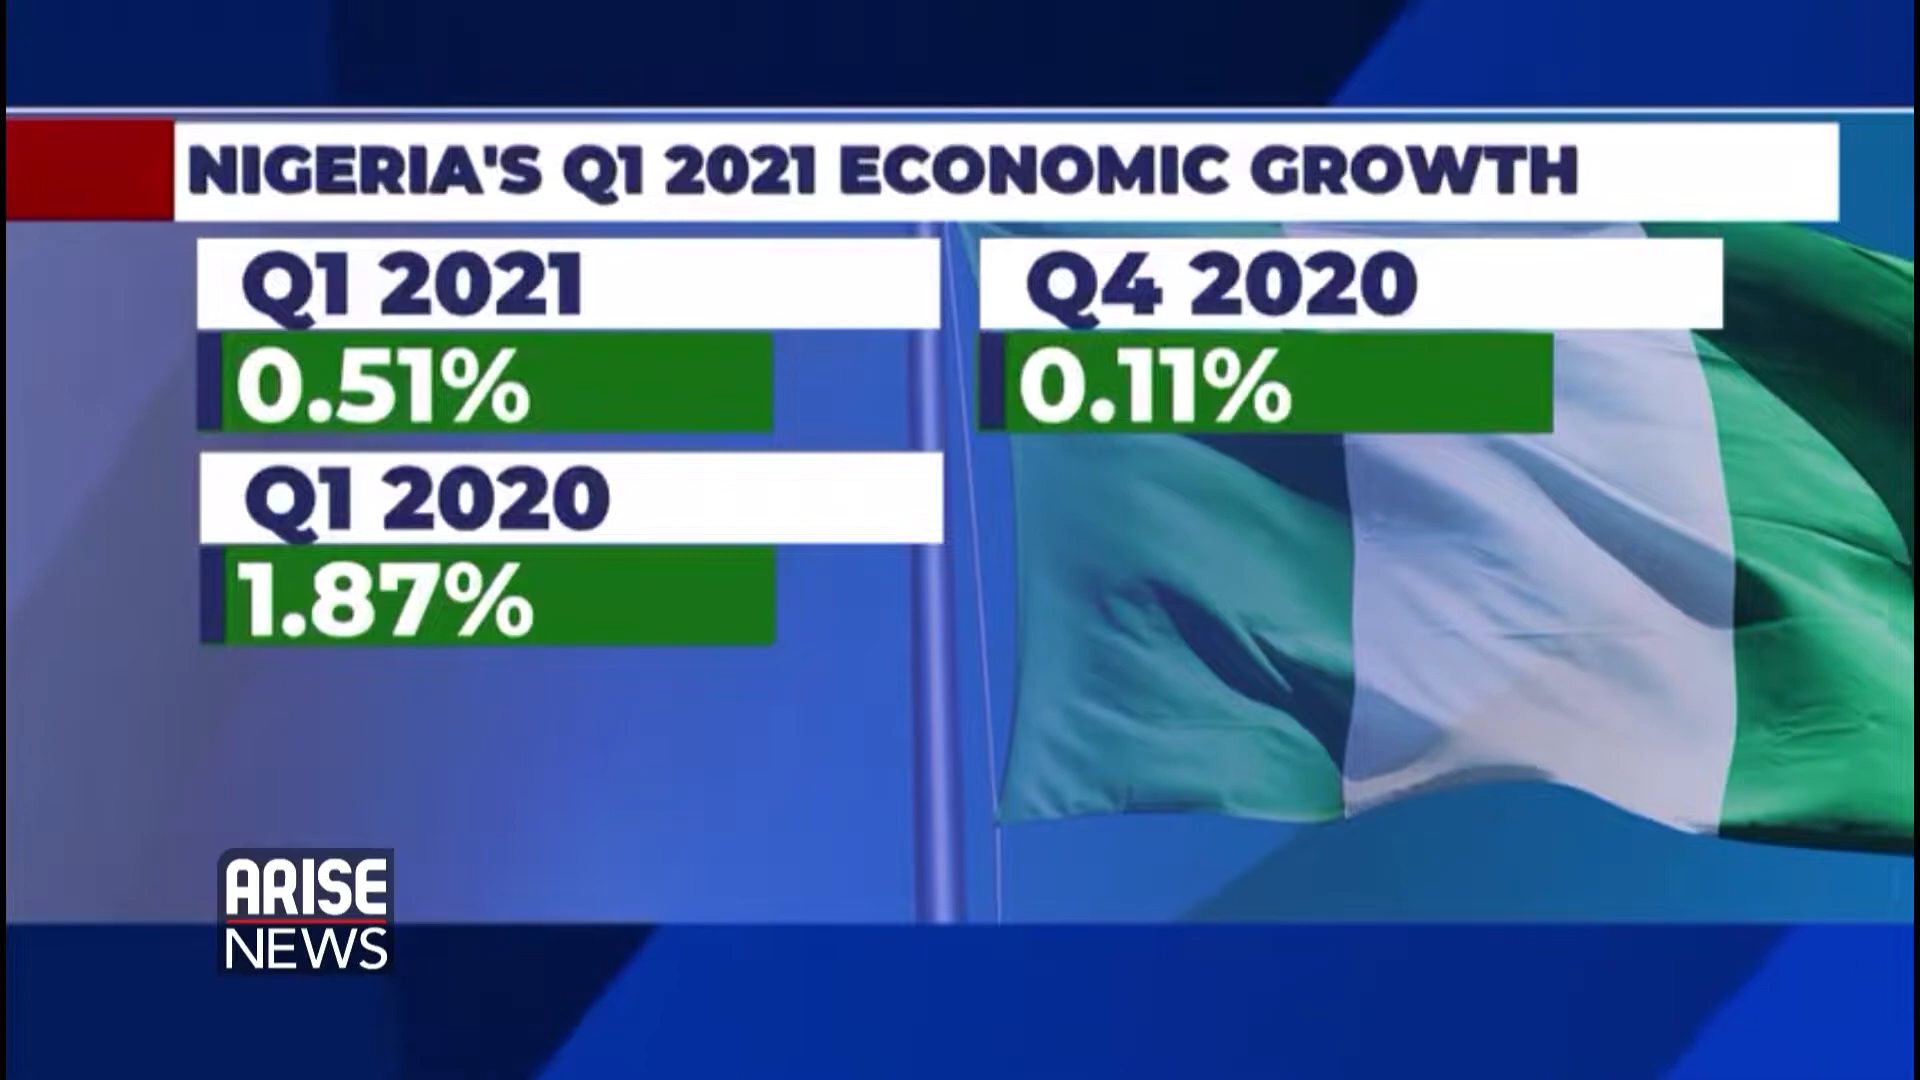 NIGERIA'S Q1 2021 ECONOMIC GROWTH
Q1 2021
0.51%
Q4 2020
0.11%
Q1 2020
1.87%
ARISE
NEWS